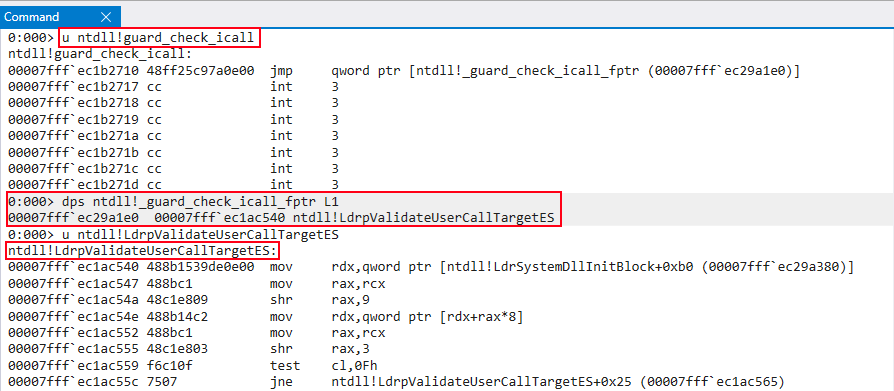 Command X
0:000> u ntdll!guard_check_icall
ntdll!guard_check_icall:
00007fff`ec1b2710 48ff25c97a0e00 jmp qword ptr [ntdll!_guard_check_icall_fptr (00007fff`ec29a1e0)]
00007fff`ec1b2717 cc int 3
00007fff`ec1b2718 cc int 3
00007fff`ec1b2719 cc int 3
00007fff`ec1b271a cc int 3
00007fff`ec1b271b cc int 3
00007fff`ec1b271c cc int 3
00007fff`ec1b271d cc int 3
0:000> dps ntdll!_guard_check_icall_fptr L1
00007fff`ec29a1e0 00007fff`ec1ac540 ntdll!LdrpValidateUserCallTargetES
0:000> u ntdll!LdrpValidateUserCallTargetES
ntdll!LdrpValidateUserCallTargetES:
00007fff`ec1ac540 488b1539de0e00 mov rdx,qword ptr [ntdll!LdrSystemDllInitBlock+0xb0 (00007fff`ec29a380)]
00007fff`ec1ac547 488bc1 mov rax,rcx
00007fff`ec1ac54a 48c1e809 shr rax,9
00007fff`ec1ac54e 488b14c2 mov rdx,qword ptr [rdx+rax*8]
00007fff`ec1ac552 488bc1 mov rax,rcx
00007fff`ec1ac555 48c1e803 shr rax,3
00007fff`ec1ac559 f6c10f test cl,0Fh
00007fff`ec1ac55c 7507 jne ntdll!LdrpValidateUserCallTargetES+0x25 (00007fff`ec1ac565)